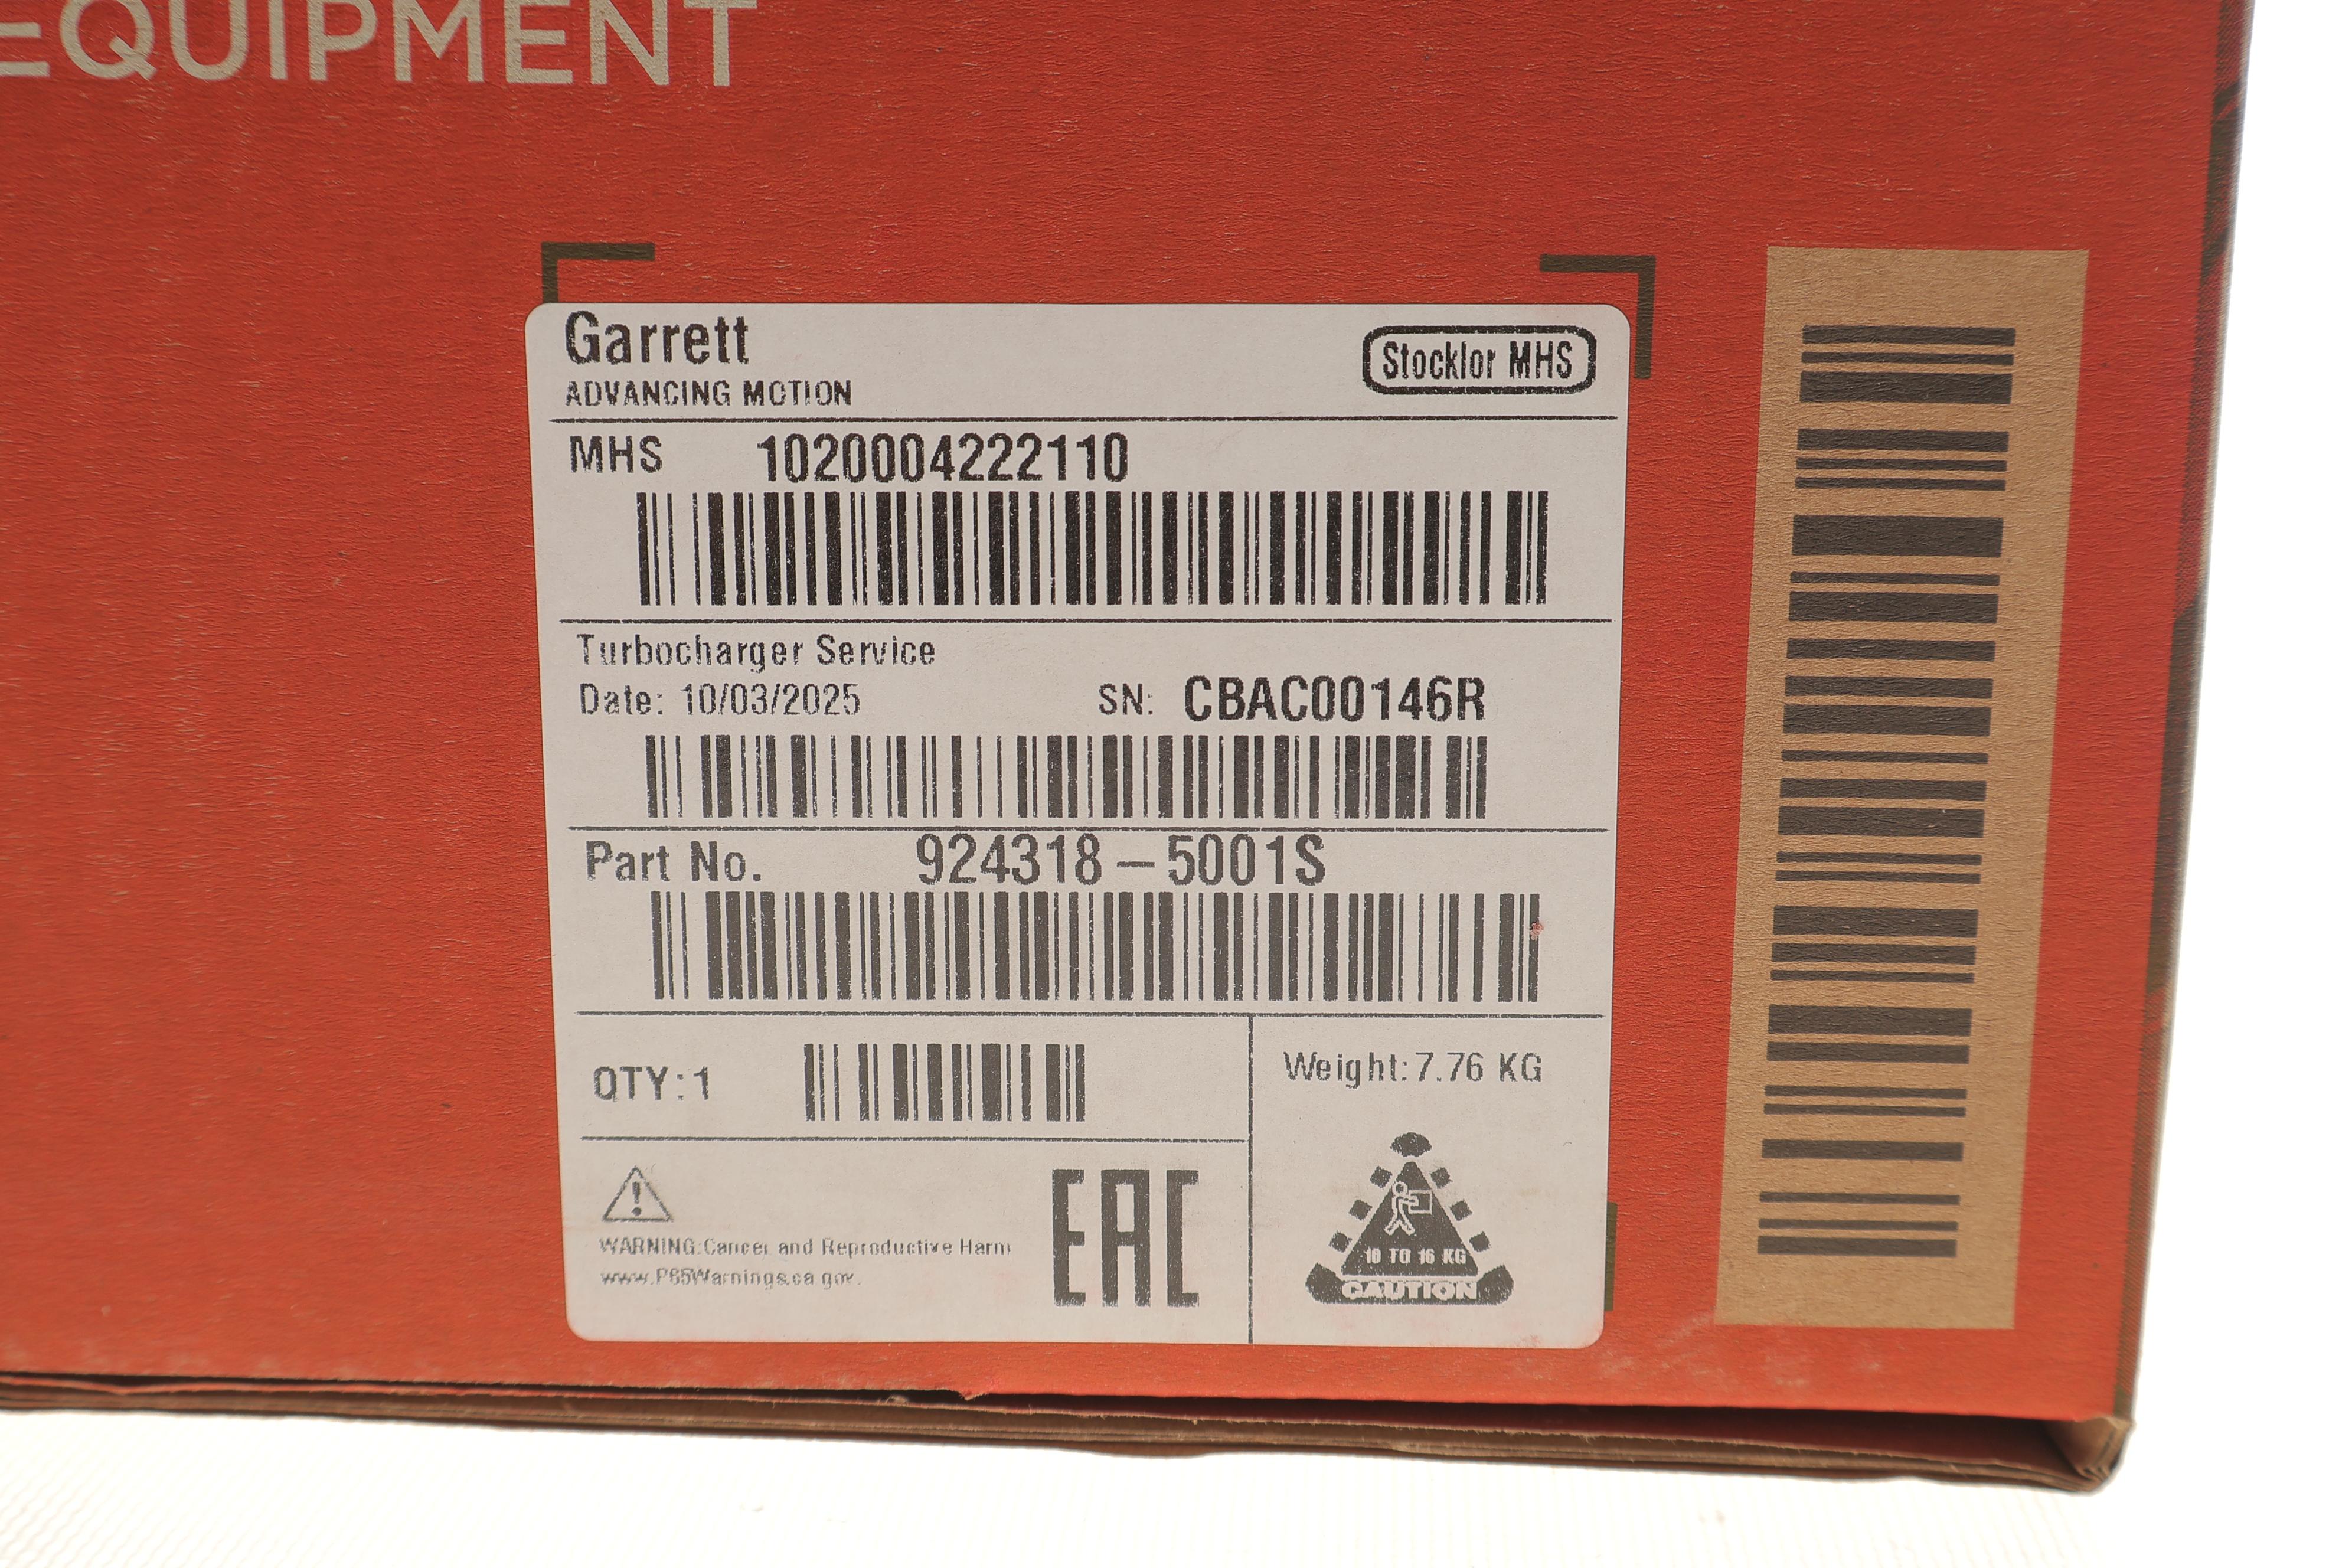 EQUIPMENT
Garrett
ADVANCING MOTION
Stocklor MHS
MHS 1020004222110
Turbocharger Service
Date: 10/03/2025 SN: CBAC00146R
Part No. 924318-5001S
QTY:1
Weight:7.76 KG
WARNING:Cancer and Reproductive Harm
www.P65Warnings.ca.gov.
EAC
10 TO 16 KG
CAUTION